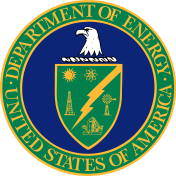 ·DEPARTMENT OF ENERGY·
UNITED STATES OF AMERICA